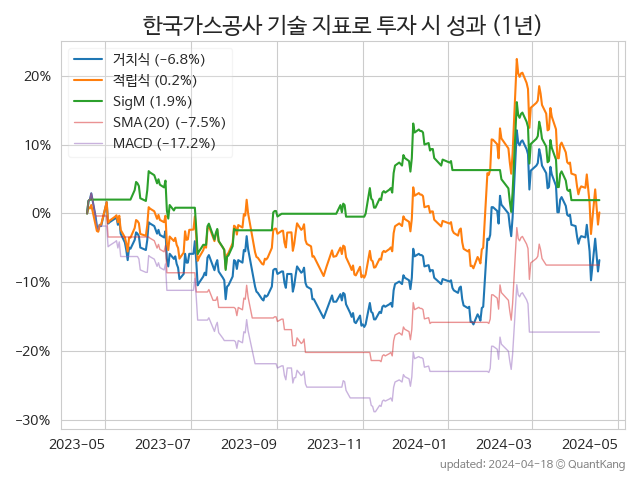 한국가스공사 기술 지표로 투자 시 성과 (1년)
거치식 (−6.8%)
적립식 (0.2%)
SigM (1.9%)
SMA(20) (−7.5%)
MACD (−17.2%)
20%
10%
0%
−10%
−20%
−30%
2023-05 2023-07 2023-09 2023-11 2024-01 2024-03 2024-05
updated: 2024-04-18 © QuantKang